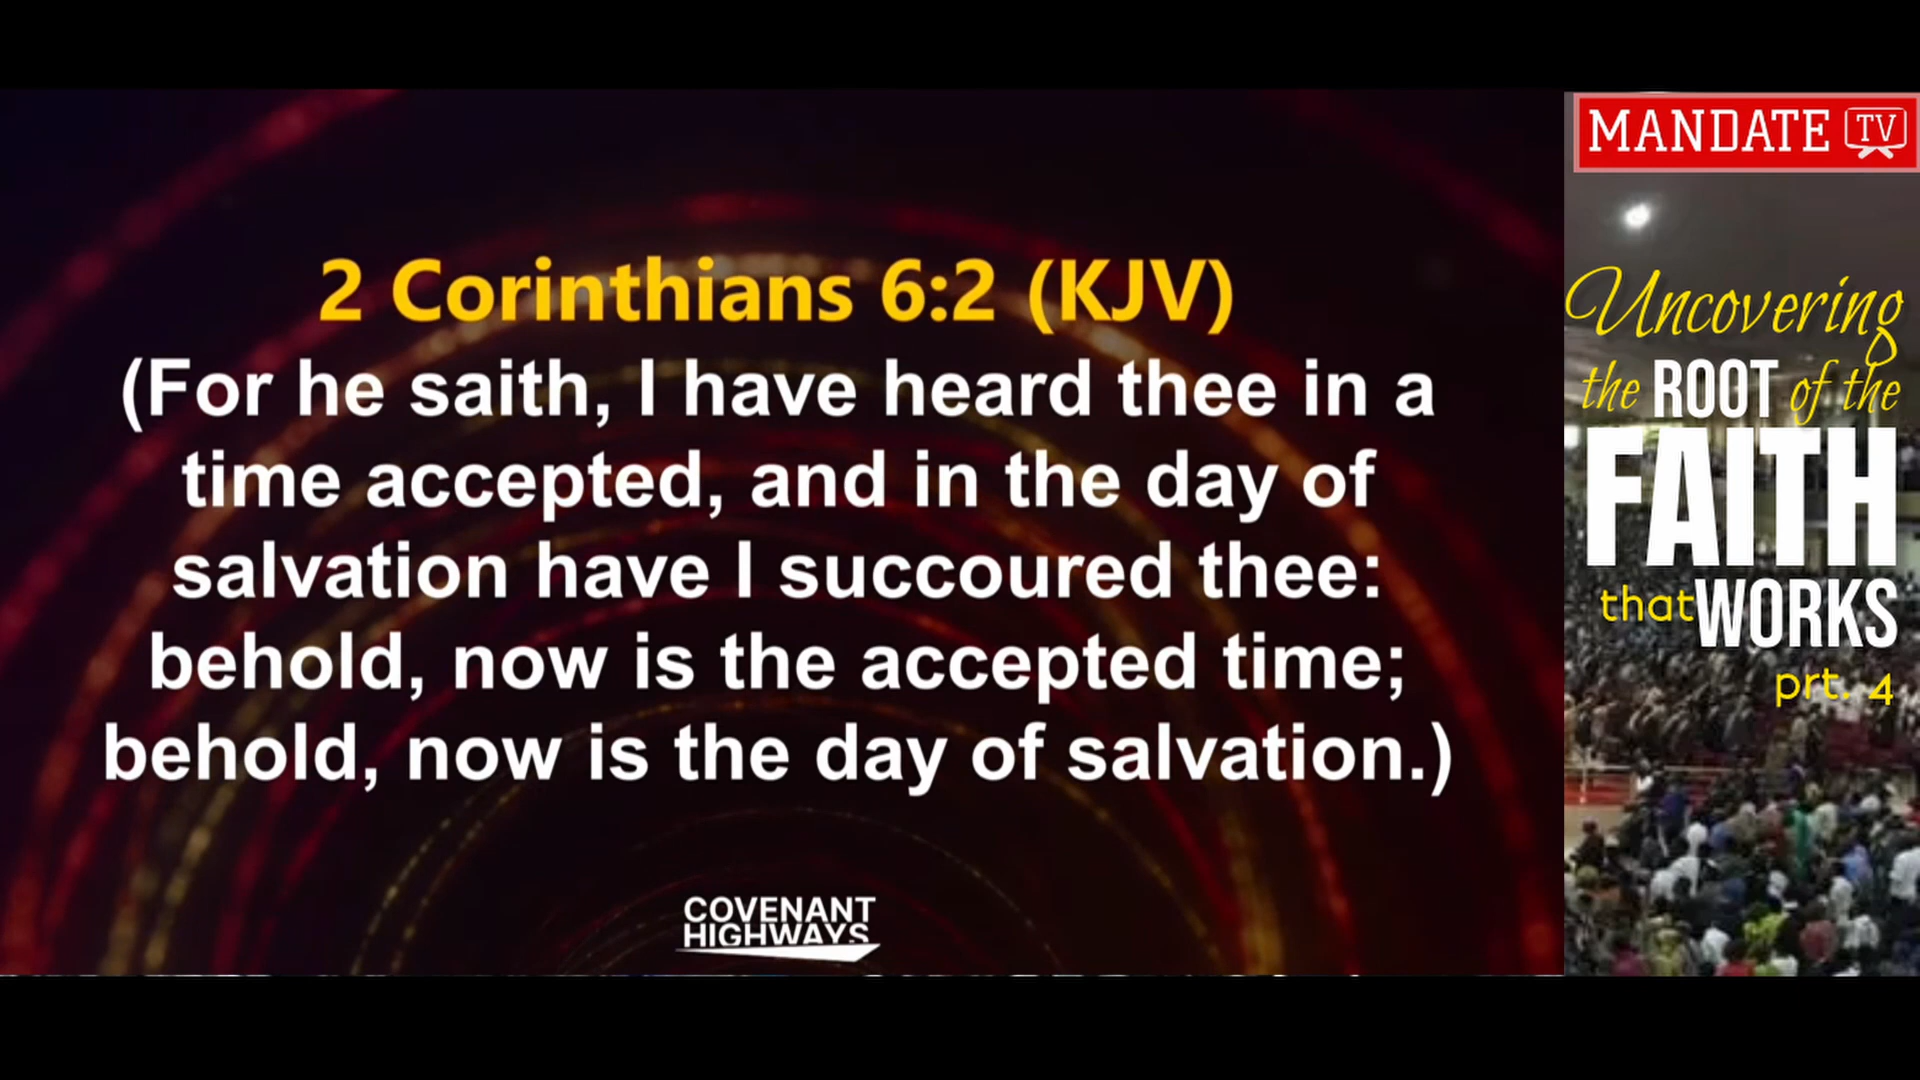 2 Corinthians 6:2 (KJV)
(For he saith, I have heard thee in a
time accepted, and in the day of
salvation have I succoured thee:
behold, now is the accepted time;
behold, now is the day of salvation.)
COVENANT
HIGHWAYS
MANDATE TV
Uncovering
the ROOT of the
FAITH
that WORKS
prt. 4